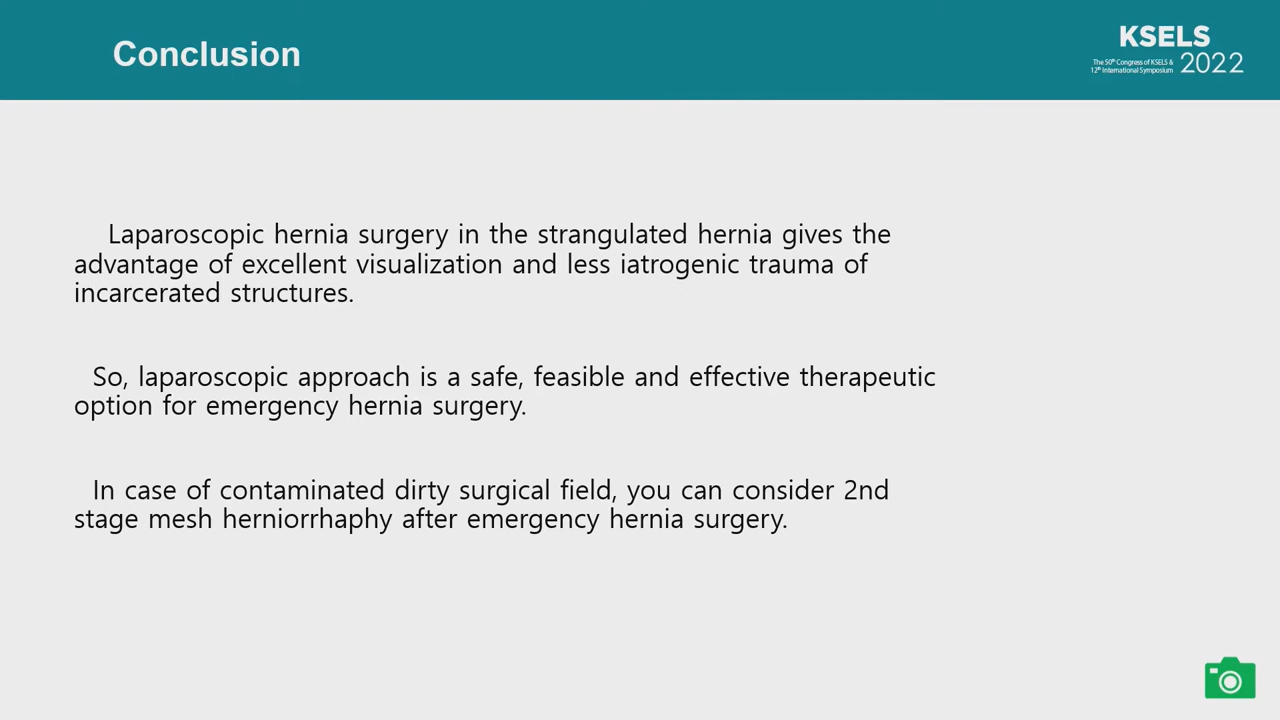 Conclusion
KSELS
The 50th Congress of KSELS &
12th International Symposium
2022
Laparoscopic hernia surgery in the strangulated hernia gives the
advantage of excellent visualization and less iatrogenic trauma of
incarcerated structures.
So, laparoscopic approach is a safe, feasible and effective therapeutic
option for emergency hernia surgery.
In case of contaminated dirty surgical field, you can consider 2nd
stage mesh herniorrhaphy after emergency hernia surgery.